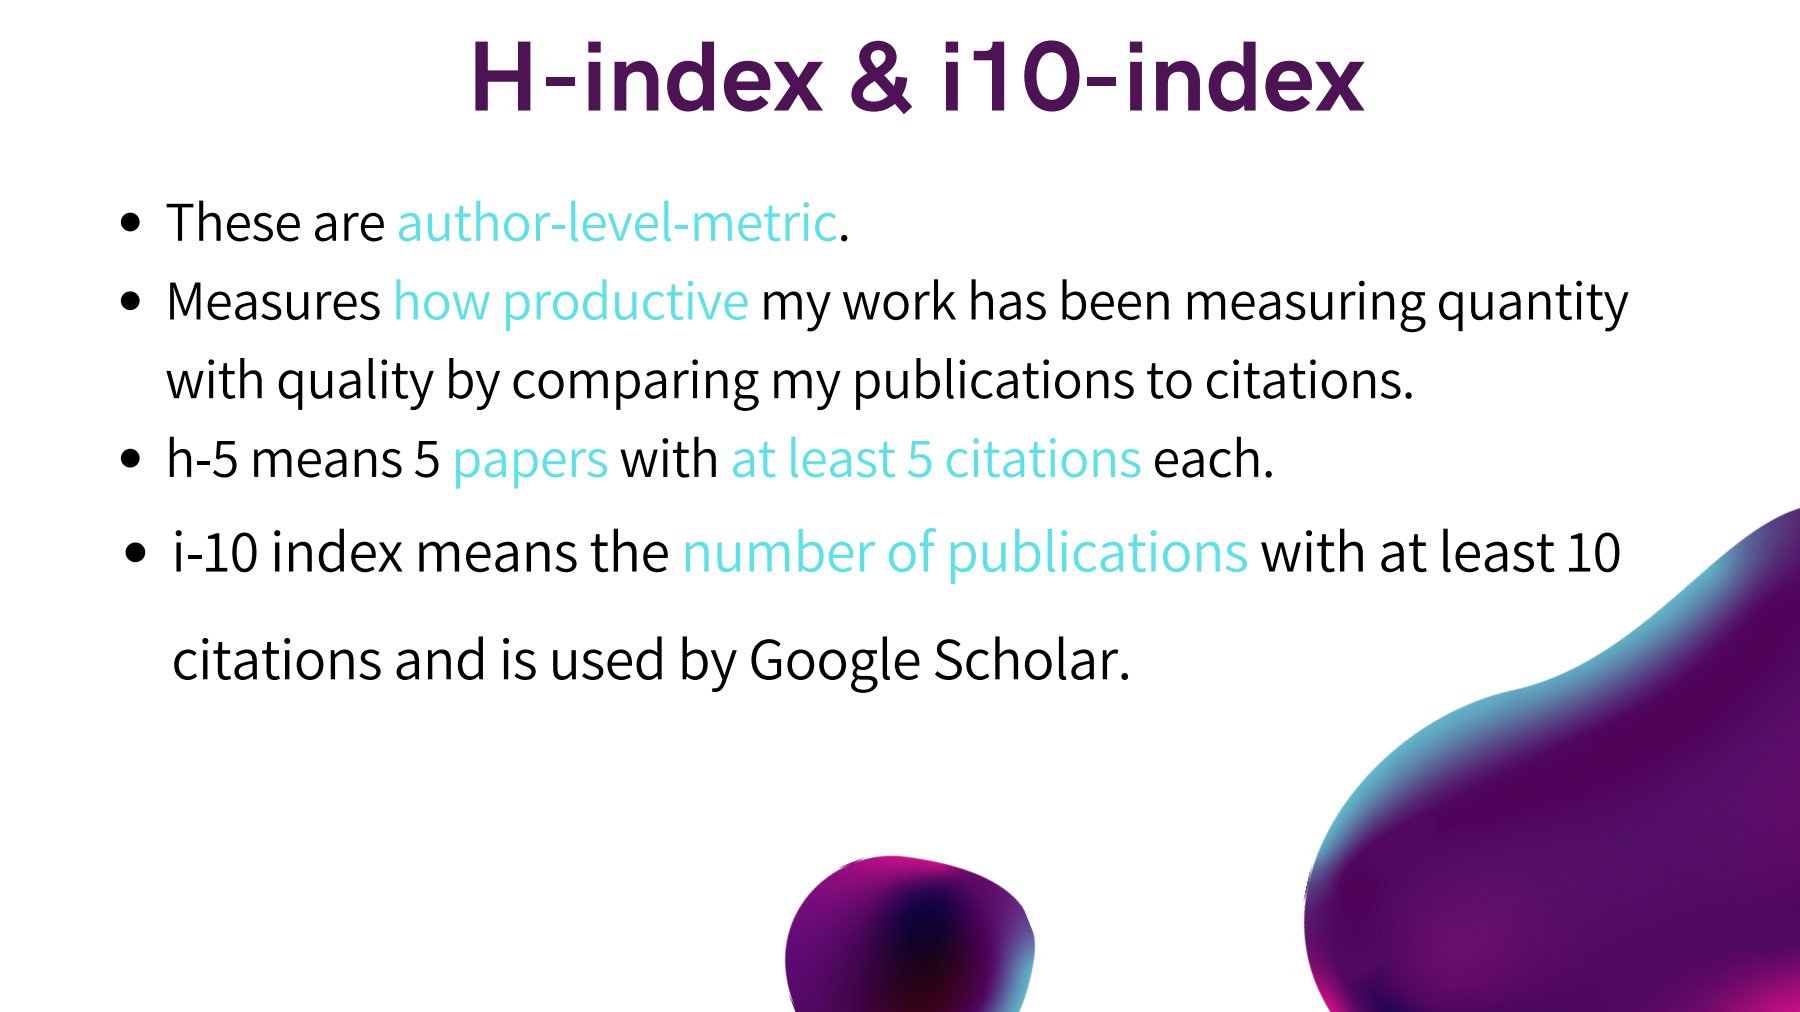 H-index & i10-index
• These are author-level-metric.
• Measures how productive my work has been measuring quantity
with quality by comparing my publications to citations.
• h-5 means 5 papers with at least 5 citations each.
• i-10 index means the number of publications with at least 10
citations and is used by Google Scholar.